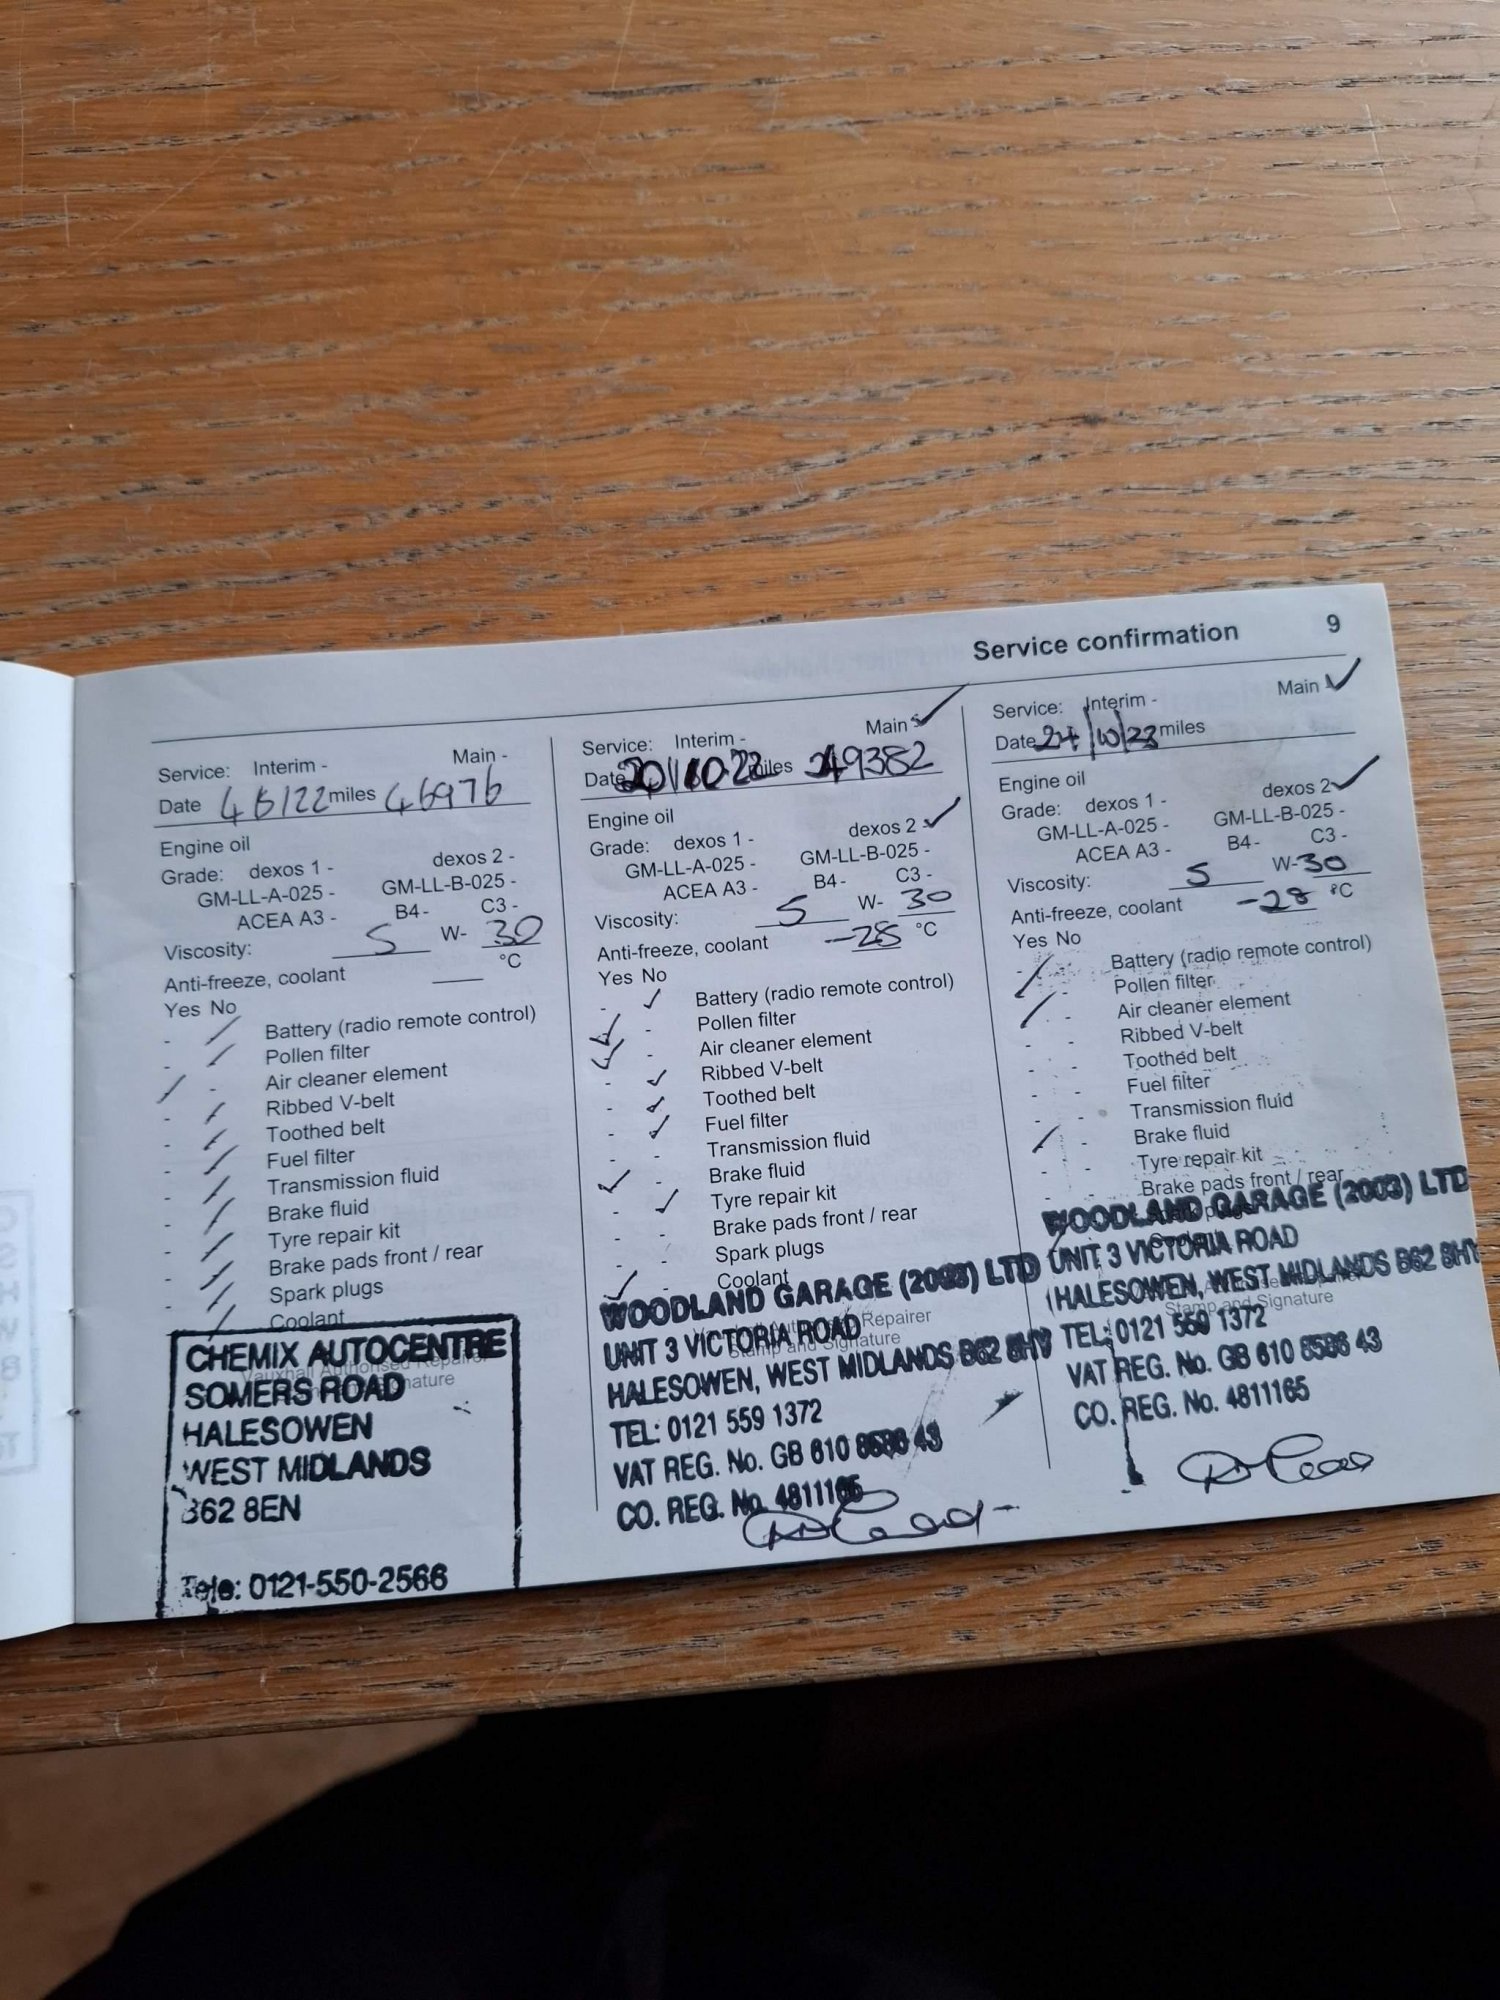 Service confirmation 9
Service: Interim - Main -
Date 4/5/22 miles 46976
Engine oil
Grade: dexos 1 - dexos 2 -
GM-LL-A-025 - GM-LL-B-025 -
ACEA A3 - B4 - C3 -
Viscosity: 5 W- 30
Anti-freeze, coolant °C
Yes No
Battery (radio remote control)
Pollen filter
Air cleaner element
Ribbed V-belt
Toothed belt
Fuel filter
Transmission fluid
Brake fluid
Tyre repair kit
Brake pads front / rear
Spark plugs
Coolant
CHEMIX AUTOCENTRE
SOMERS ROAD
HALESOWEN
WEST MIDLANDS
B62 8EN
Tele: 0121-550-2566
Service: Interim - Main
Date 20/10.22 miles 49382
Engine oil
Grade: dexos 1 - dexos 2
GM-LL-A-025 - GM-LL-B-025 -
ACEA A3 - B4- C3 -
Viscosity: 5 W- 30
Anti-freeze, coolant -28 °C
Yes No
Battery (radio remote control)
Pollen filter
Air cleaner element
Ribbed V-belt
Toothed belt
Fuel filter
Transmission fluid
Brake fluid
Tyre repair kit
Brake pads front / rear
Spark plugs
Coolant
WOODLAND GARAGE (2003) LTD
Repairer
UNIT 3 VICTORIA ROAD
Stamp and Signature
HALESOWEN, WEST MIDLANDS B62 8HY
TEL: 0121 559 1372
VAT REG. No. GB 610 8586 43
CO. REG. No. 4811165
Service: Interim - Main
Date 24/10/23 miles
Engine oil
Grade: dexos 1 - dexos 2
GM-LL-A-025 - GM-LL-B-025 -
ACEA A3 - B4- C3 -
Viscosity: 5 W-30
Anti-freeze, coolant -28 °C
Yes No
Battery (radio remote control)
Pollen filter
Air cleaner element
Ribbed V-belt
Toothed belt
Fuel filter
Transmission fluid
Brake fluid
Tyre repair kit
Brake pads front / rear
WOODLAND GARAGE (2003) LTD
UNIT 3 VICTORIA ROAD
HALESOWEN, WEST MIDLANDS B62 8HY
Stamp and Signature
TEL: 0121 559 1372
VAT REG. No. GB 610 8586 43
CO. REG. No. 4811165